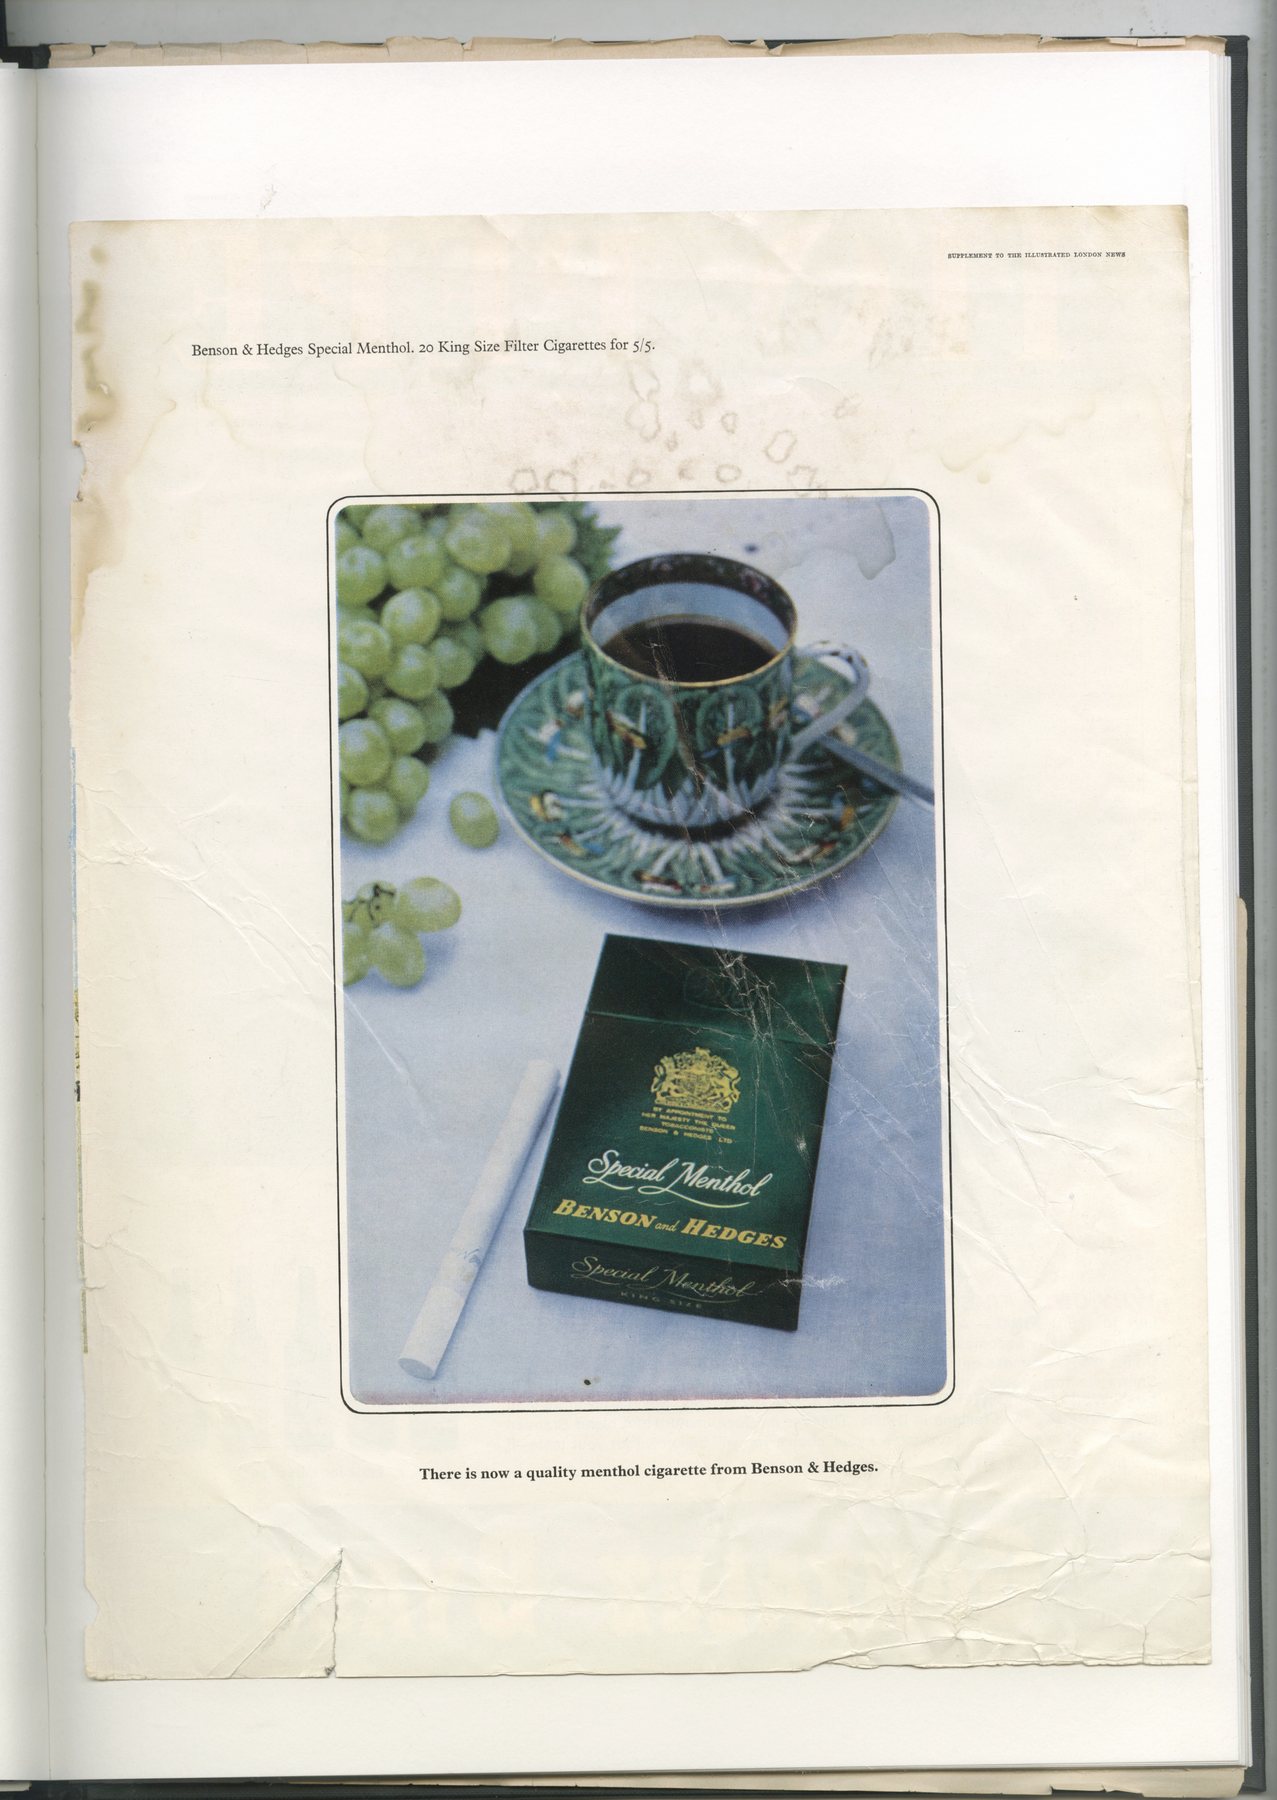 SUPPLEMENT TO THE ILLUSTRATED LONDON NEWS
Benson & Hedges Special Menthol. 20 King Size Filter Cigarettes for 5/5.
BY APPOINTMENT TO
HER MAJESTY THE QUEEN
TOBACCONISTS
BENSON & HEDGES LTD
Special Menthol
BENSON and HEDGES
Special Menthol
KING SIZE
There is now a quality menthol cigarette from Benson & Hedges.